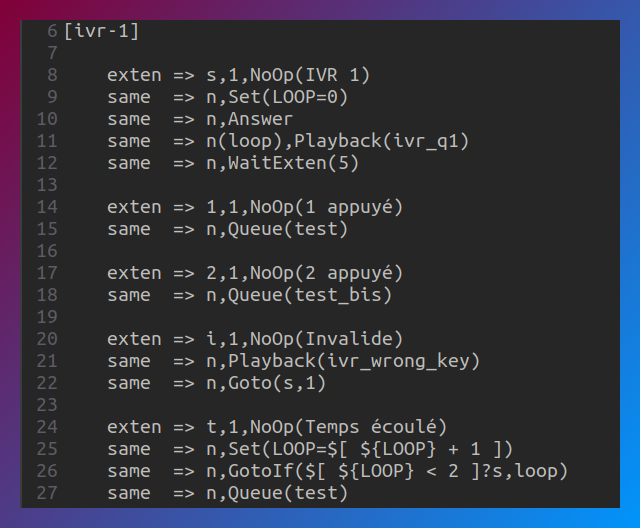 6 [ivr-1]
7
8     exten => s,1,NoOp(IVR 1)
9     same  => n,Set(LOOP=0)
10     same  => n,Answer
11     same  => n(loop),Playback(ivr_q1)
12     same  => n,WaitExten(5)
13
14     exten => 1,1,NoOp(1 appuyé)
15     same  => n,Queue(test)
16
17     exten => 2,1,NoOp(2 appuyé)
18     same  => n,Queue(test_bis)
19
20     exten => i,1,NoOp(Invalide)
21     same  => n,Playback(ivr_wrong_key)
22     same  => n,Goto(s,1)
23
24     exten => t,1,NoOp(Temps écoulé)
25     same  => n,Set(LOOP=$[ ${LOOP} + 1 ])
26     same  => n,GotoIf($[ ${LOOP} < 2 ]?s,loop)
27     same  => n,Queue(test)